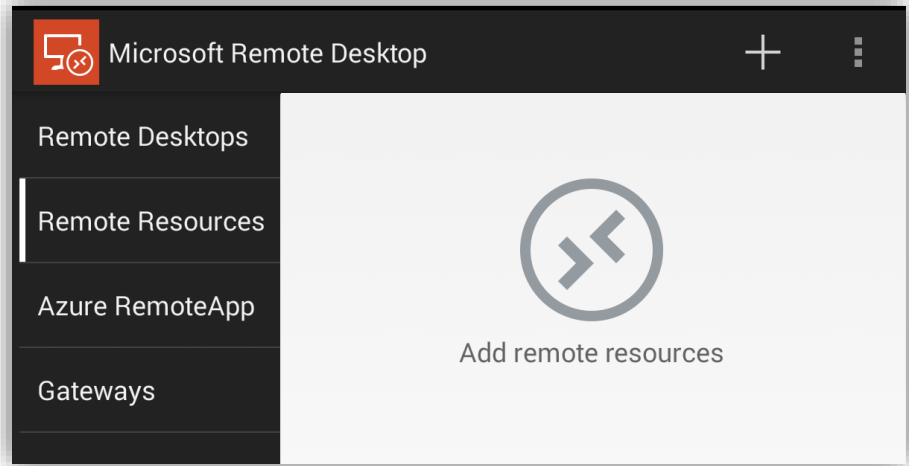 Microsoft Remote Desktop
Remote Desktops
Remote Resources
Azure RemoteApp
Gateways
Add remote resources